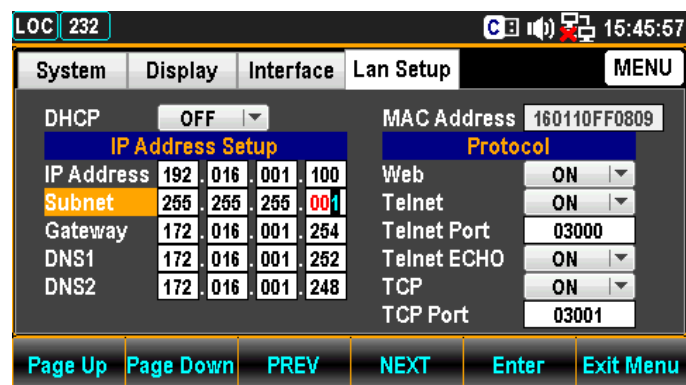 LOC 232 C 15:45:57
System Display Interface Lan Setup MENU
DHCP OFF MAC Address 160110FF0809
IP Address Setup Protocol
IP Address 192 . 016 . 001 . 100 Web ON
Subnet 255 . 255 . 255 . 001 Telnet ON
Gateway 172 . 016 . 001 . 254 Telnet Port 03000
DNS1 172 . 016 . 001 . 252 Telnet ECHO ON
DNS2 172 . 016 . 001 . 248 TCP ON
TCP Port 03001
Page Up Page Down PREV NEXT Enter Exit Menu